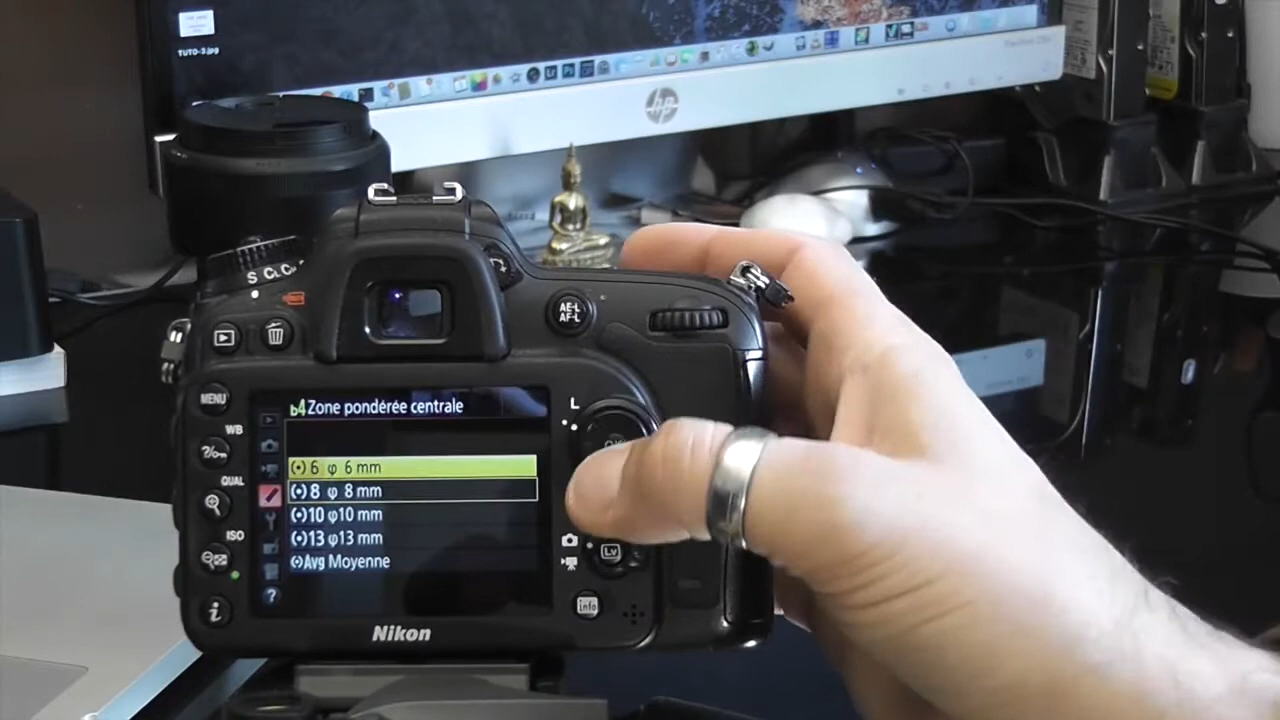 TUTO-3.jpg
hp
S CL CH
AE-L
AF-L
MENU
WB
?/
QUAL
ISO
i
L
b4 Zone pondérée centrale
(•) 6 φ 6 mm
(•) 8 φ 8 mm
(•) 10 φ10 mm
(•) 13 φ13 mm
(•) Avg Moyenne
?
Lv
info
Nikon